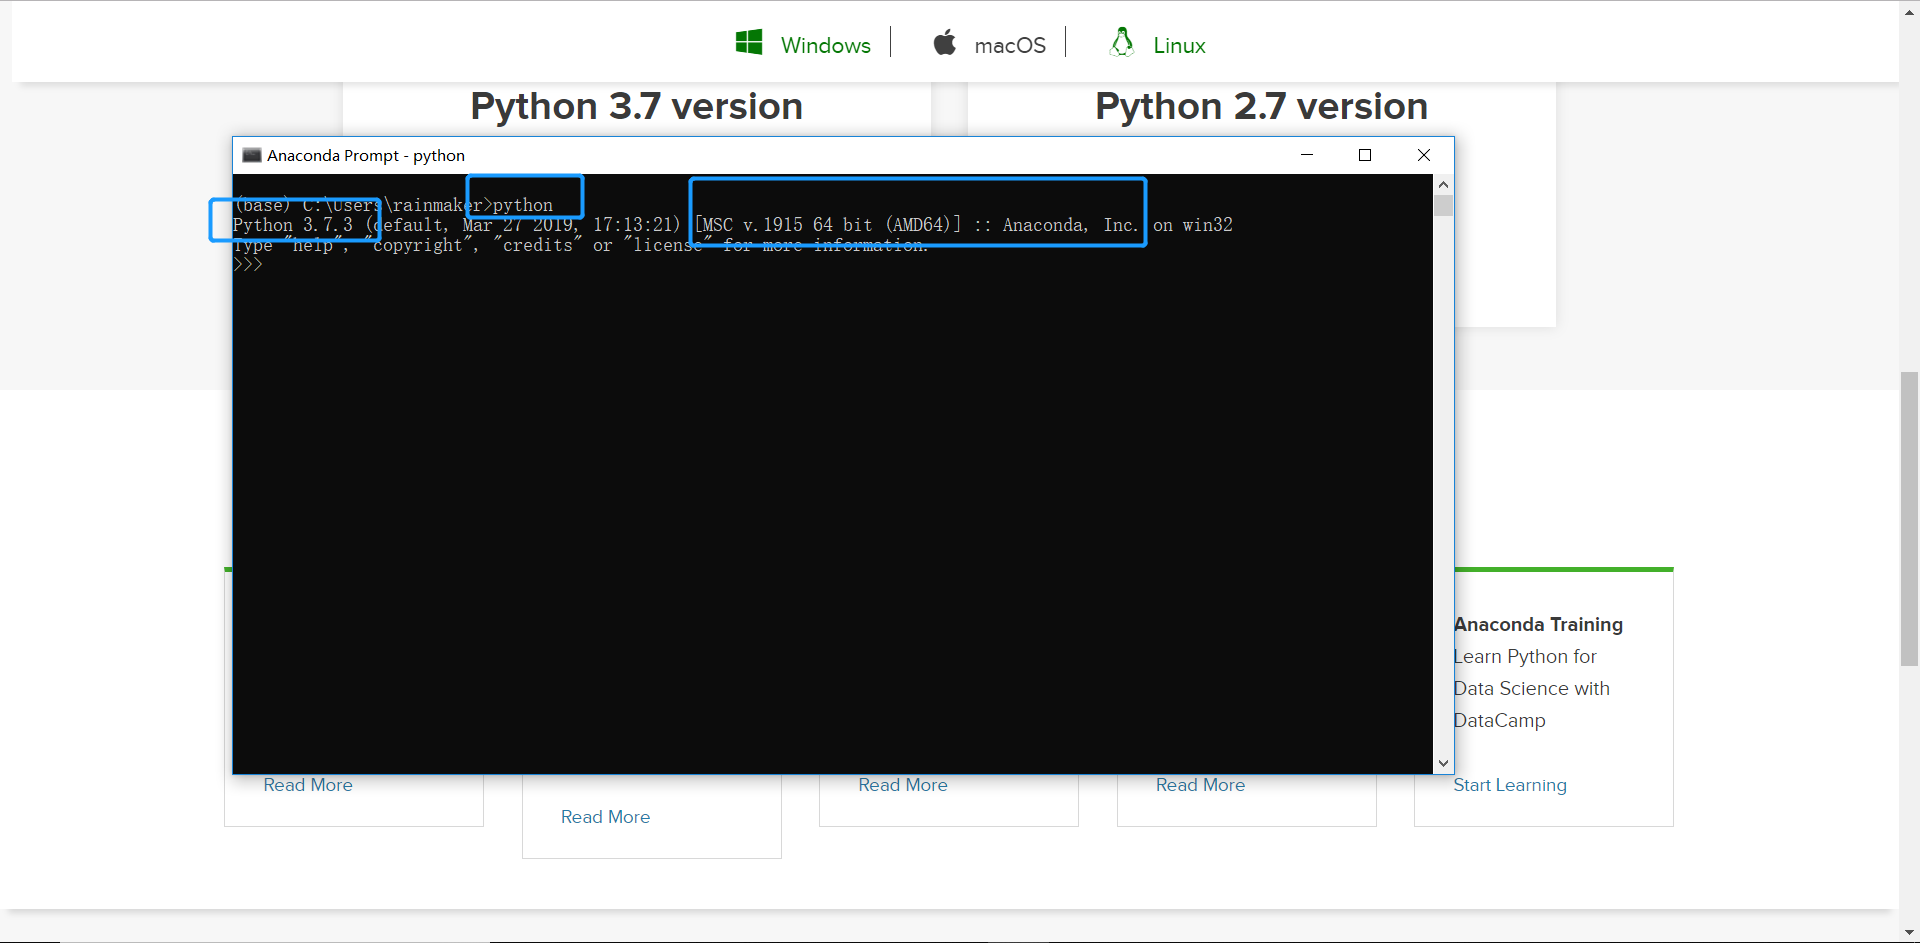 Windows macOS Linux
Python 3.7 version Python 2.7 version
Anaconda Prompt - python
(base) C:\Users\rainmaker>python
Python 3.7.3 (default, Mar 27 2019, 17:13:21) [MSC v.1915 64 bit (AMD64)] :: Anaconda, Inc. on win32
Type "help", "copyright", "credits" or "license" for more information.
>>>
Anaconda Training
Learn Python for
Data Science with
DataCamp
Read More Read More Read More Start Learning
Read More